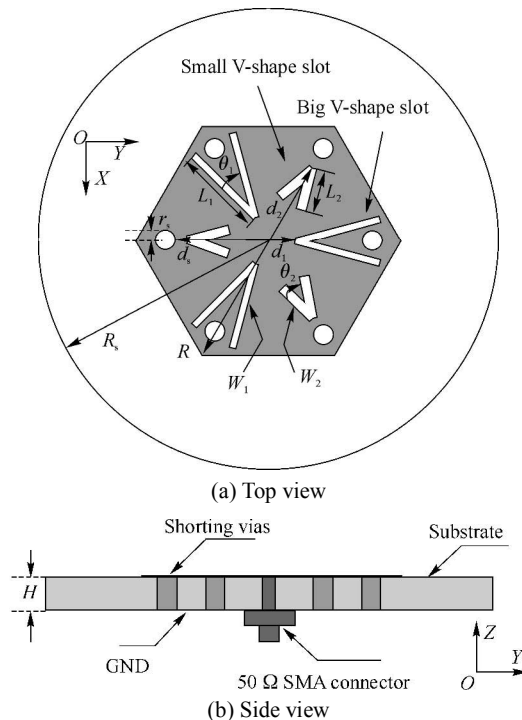 Small V-shape slot
Big V-shape slot
O
Y
X
θ₁
L₁
d₂
L₂
rₛ
dₛ
d₁
θ₂
Rₛ
R
W₁
W₂
(a) Top view
Shorting vias
Substrate
H
GND
50 Ω SMA connector
Z
O
Y
(b) Side view